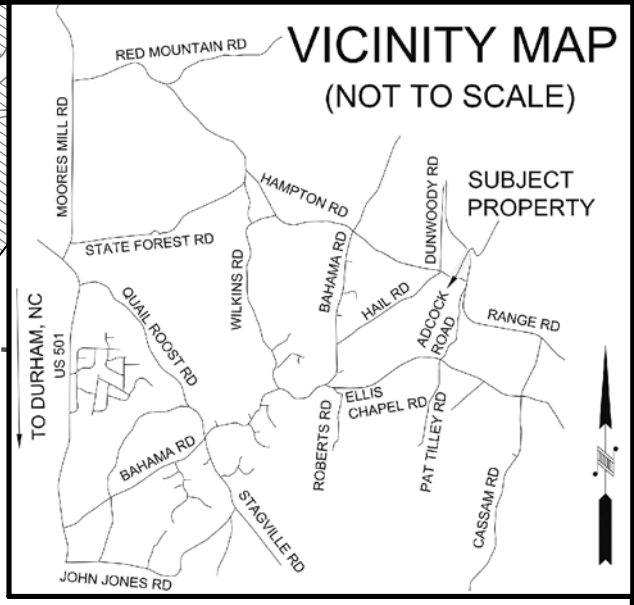 VICINITY MAP
(NOT TO SCALE)
RED MOUNTAIN RD
MOORES MILL RD
HAMPTON RD
DUNWOODY RD
SUBJECT
PROPERTY
STATE FOREST RD
WILKINS RD
BAHAMA RD
HAIL RD
ADCOCK
ROAD
RANGE RD
QUAIL ROOST RD
TO DURHAM, NC
US 501
ELLIS
CHAPEL RD
ROBERTS RD
PAT TILLEY RD
BAHAMA RD
STAGVILLE RD
CASSAM RD
JOHN JONES RD